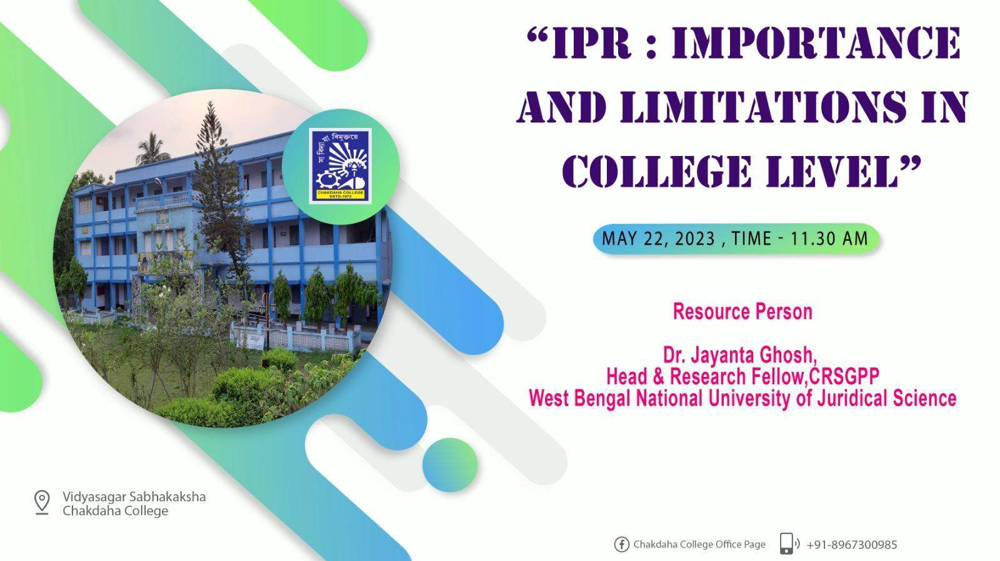 “IPR : IMPORTANCE
AND LIMITATIONS IN
COLLEGE LEVEL”
MAY 22, 2023 , TIME - 11.30 AM
Resource Person
Dr. Jayanta Ghosh,
Head & Research Fellow,CRSGPP
West Bengal National University of Juridical Science
সা বিদ্যা যা বিমুক্তয়ে
CHAKDAHA COLLEGE
ESTD-1972
Vidyasagar Sabhakaksha
Chakdaha College
Chakdaha College Office Page
+91-8967300985